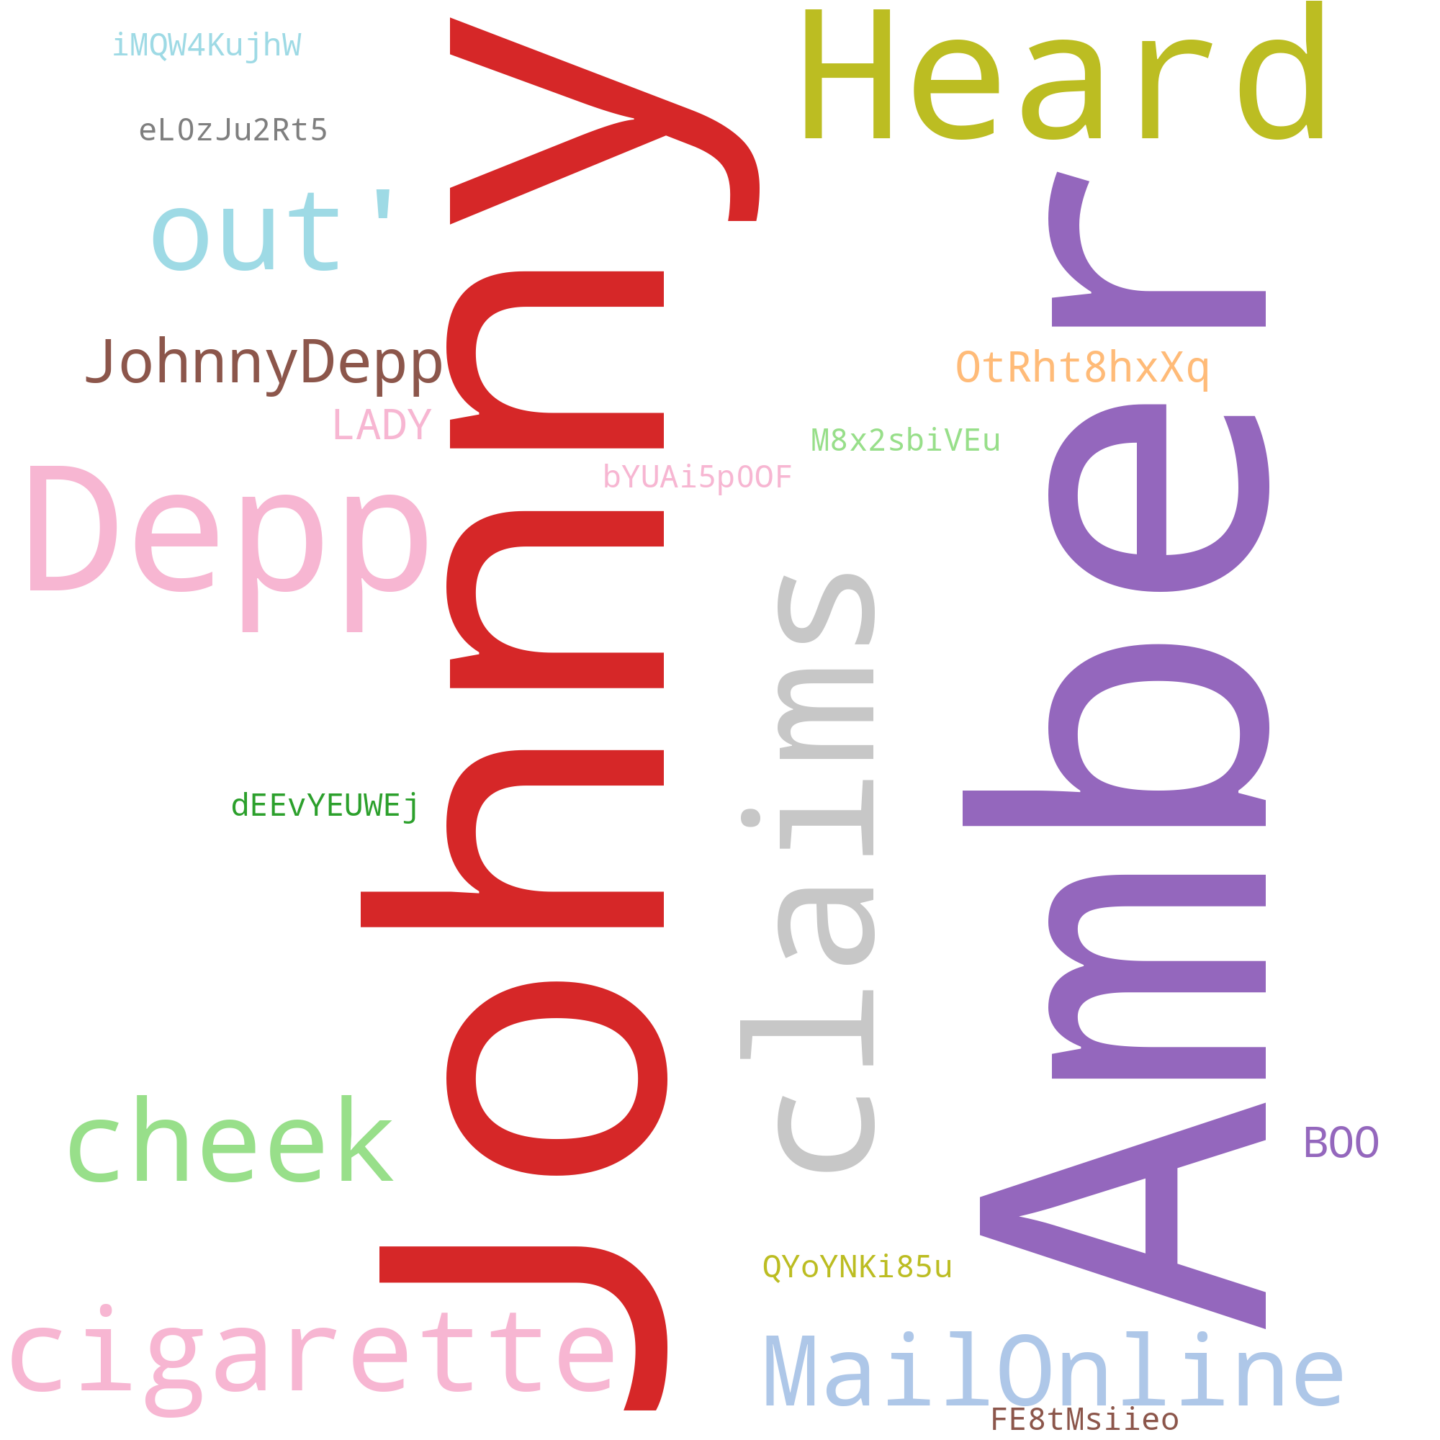 iMQW4KujhW
eL0zJu2Rt5
out'
JohnnyDepp
LADY
Depp
dEEvYEUWEj
cheek
cigarette
Johnny
bYUAi5p0OF
claims
Heard
Amber
OtRht8hxXq
M8x2sbiVEu
BOO
QYoYNKi85u
MailOnline
FE8tMsiieo